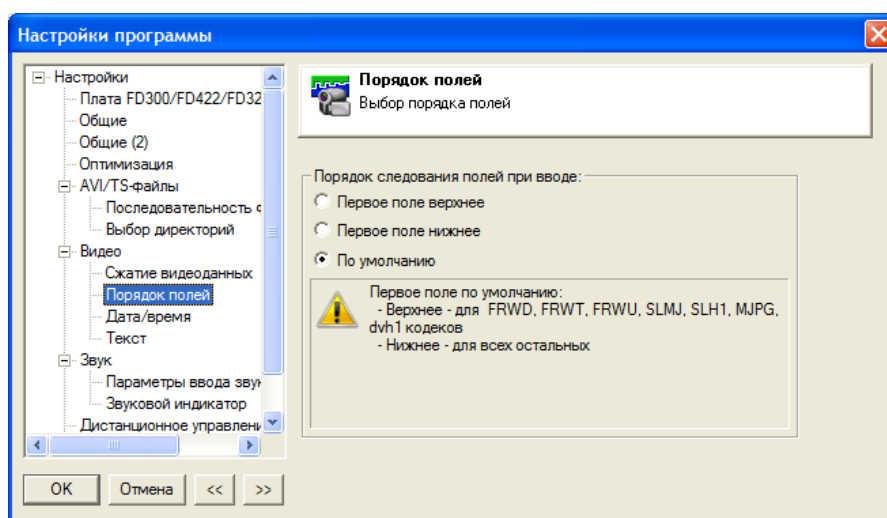 Настройки программы
Настройки
Плата FD300/FD422/FD32
Общие
Общие (2)
Оптимизация
AVI/TS-файлы
Последовательность
Выбор директорий
Видео
Сжатие видеоданных
Порядок полей
Дата/время
Текст
Звук
Параметры ввода
Звуковой индикатор
Дистанционное
OK
Отмена
<<
>>
Порядок полей
Выбор порядка полей
Порядок следования полей при вводе:
Первое поле верхнее
Первое поле нижнее
По умолчанию
Первое поле по умолчанию:
- Верхнее - для FRWD, FRWT, FRWU, SLMJ, SLH1, MJPG,
dvh1 кодеков
- Нижнее - для всех остальных